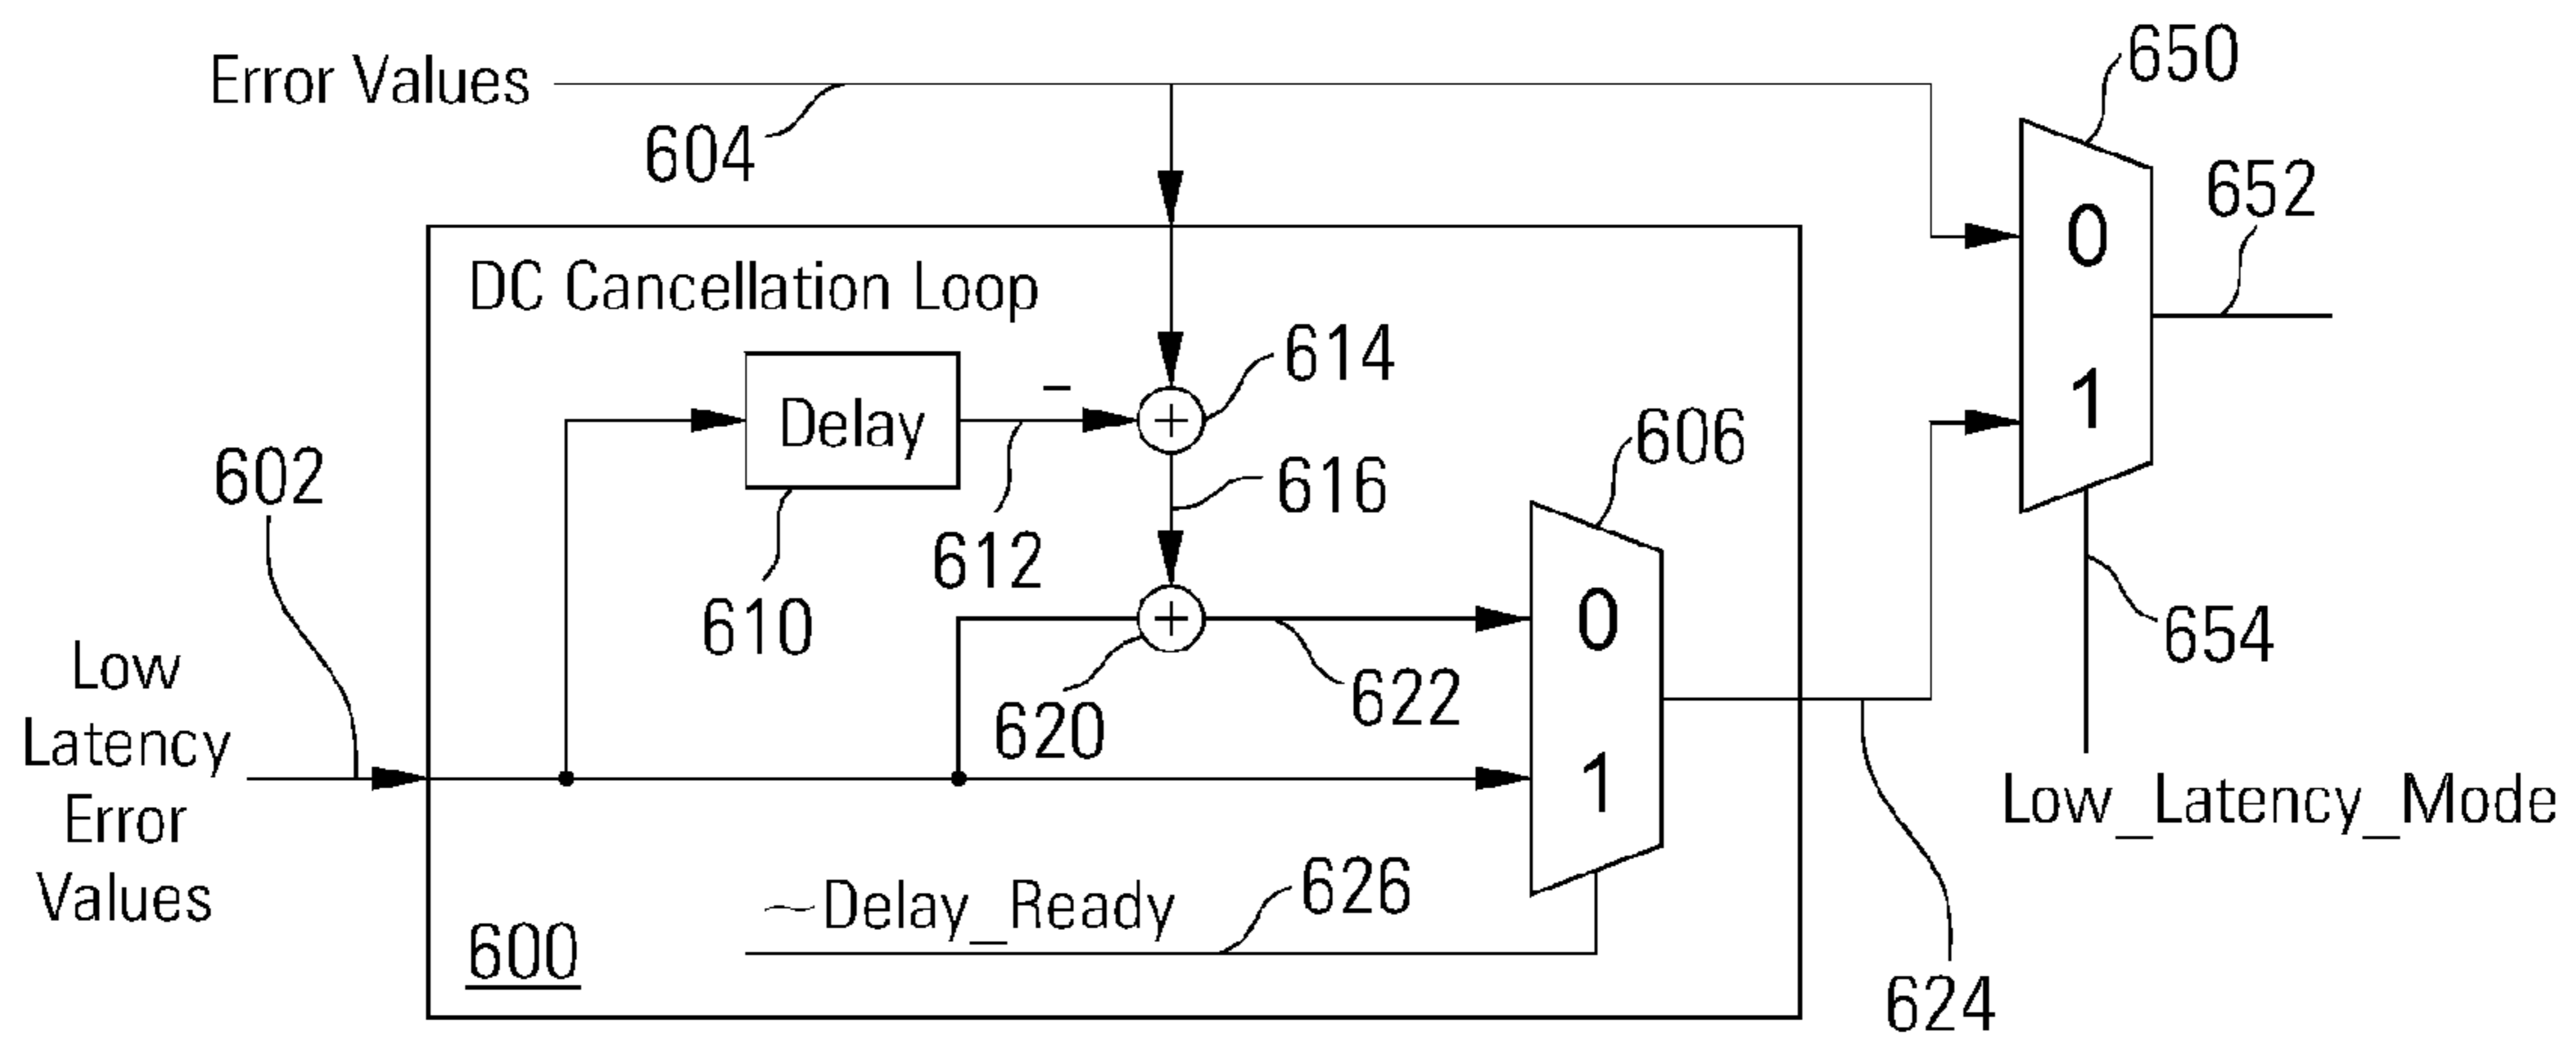 650
Error Values
604
652
0
1
DC Cancellation Loop
614
−
Delay
606
602
616
612
610
654
0
622
620
Low
Latency
Error
Values
1
Low_Latency_Mode
~Delay_Ready
626
600
624
+
+